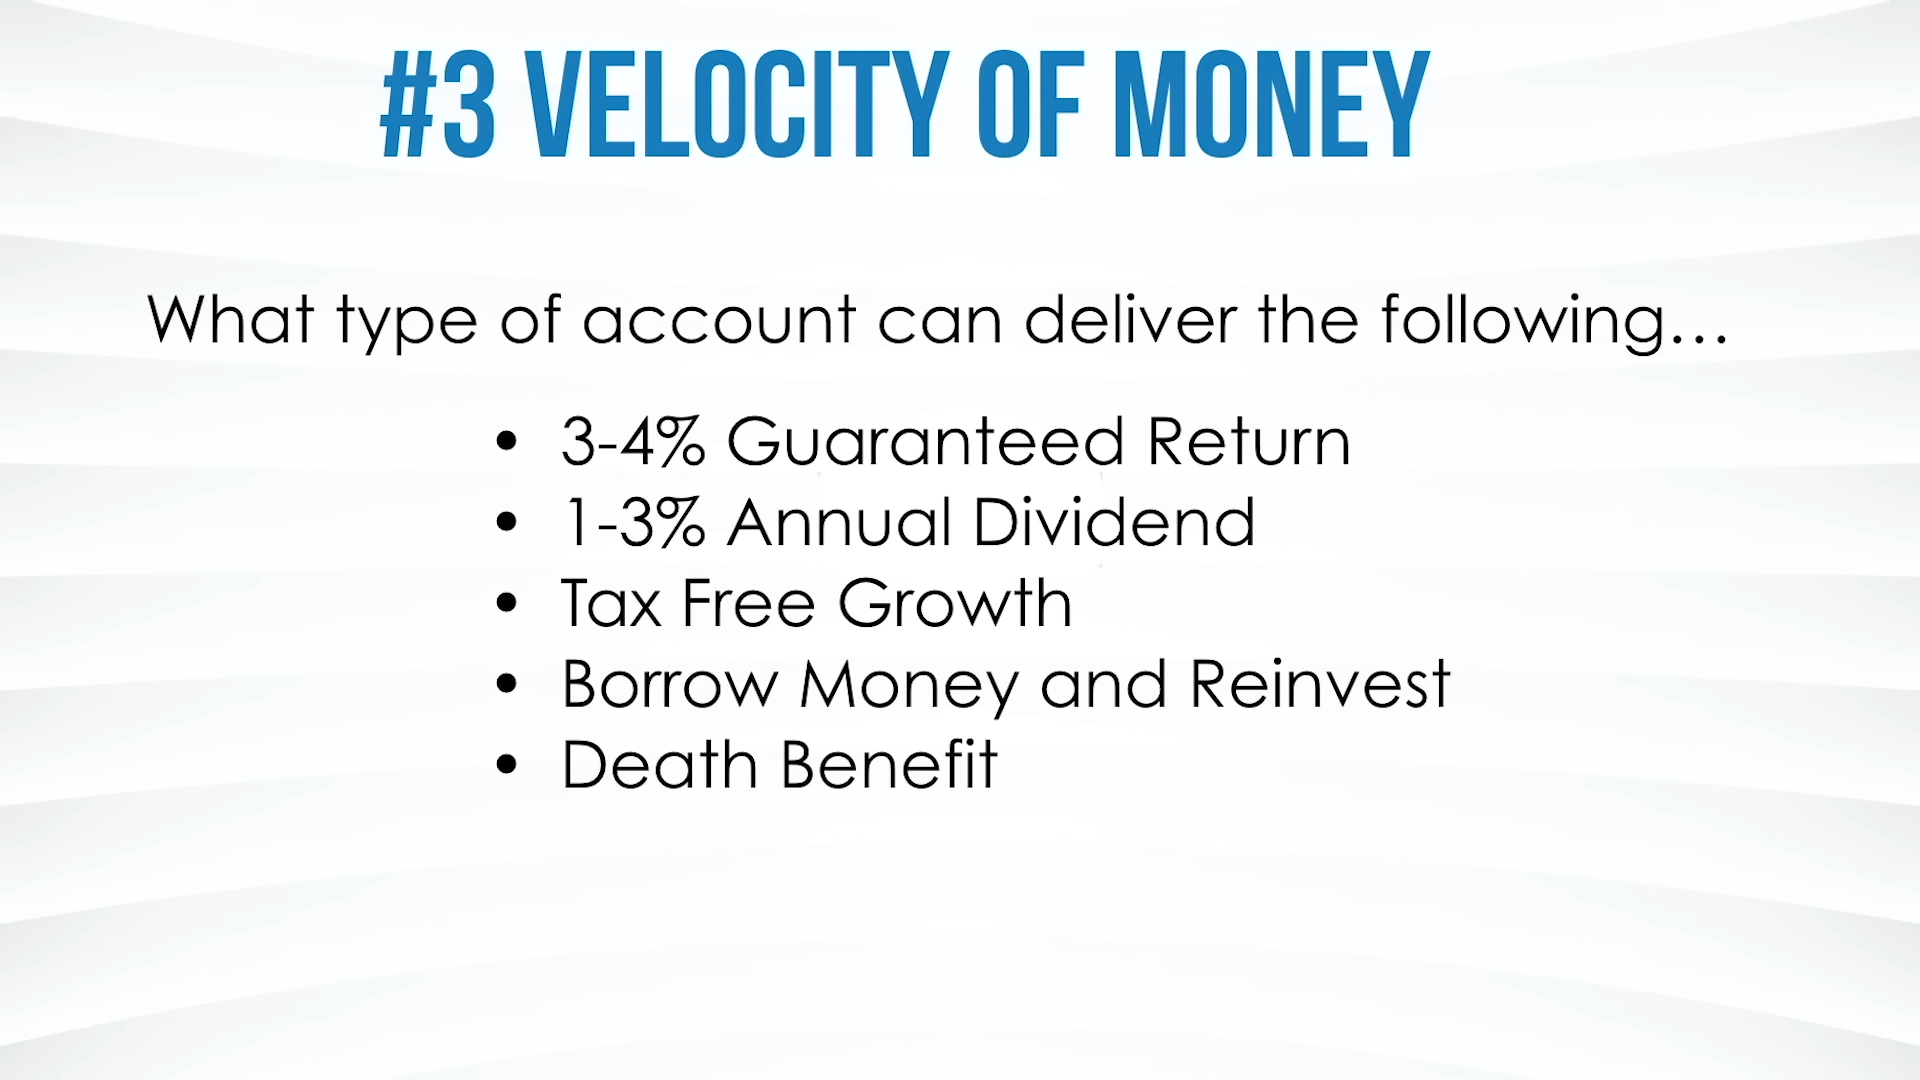 #3 VELOCITY OF MONEY
What type of account can deliver the following…
• 3-4% Guaranteed Return
• 1-3% Annual Dividend
• Tax Free Growth
• Borrow Money and Reinvest
• Death Benefit